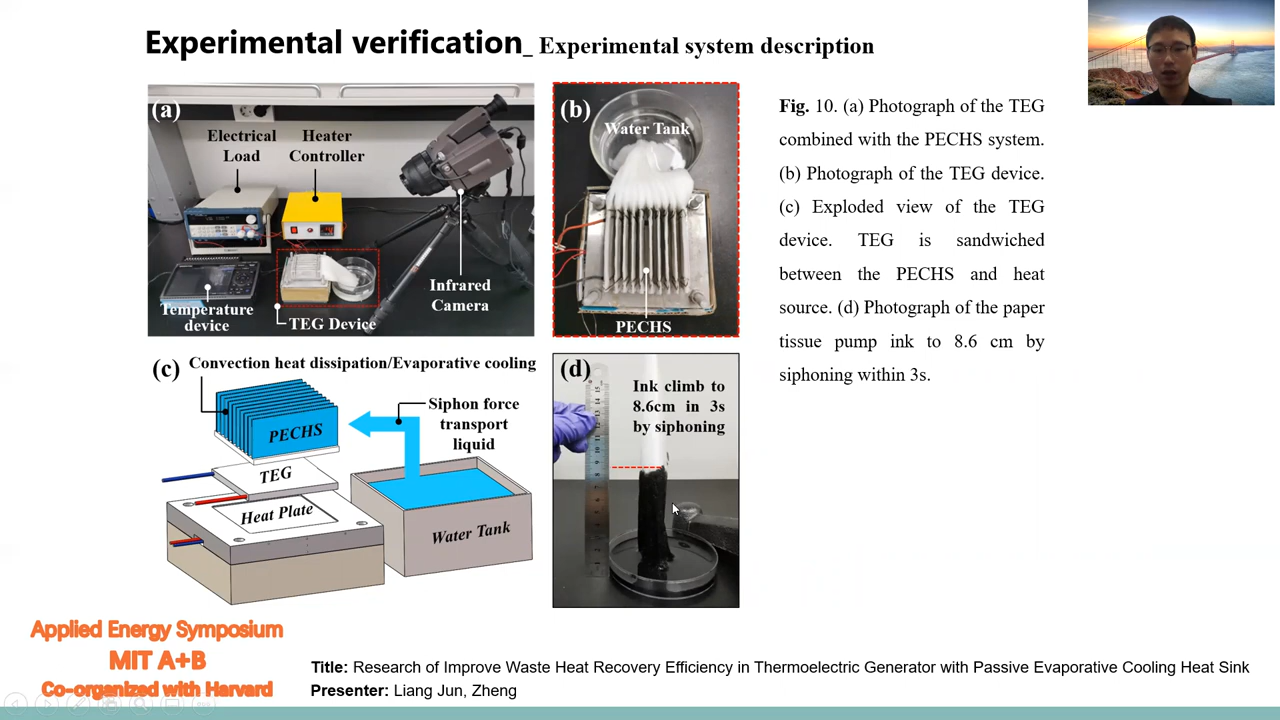 Experimental verification_ Experimental system description
(a)
Electrical
Load
Heater
Controller
Infrared
Camera
Temperature
device
TEG Device
(b)
Water Tank
PECHS
Fig. 10. (a) Photograph of the TEG
combined with the PECHS system.
(b) Photograph of the TEG device.
(c) Exploded view of the TEG
device. TEG is sandwiched
between the PECHS and heat
source. (d) Photograph of the paper
tissue pump ink to 8.6 cm by
siphoning within 3s.
(c)
Convection heat dissipation/Evaporative cooling
PECHS
Siphon force
transport
liquid
TEG
Heat Plate
Water Tank
(d)
Ink climb to
8.6cm in 3s
by siphoning
Applied Energy Symposium
MIT A+B
Co-organized with Harvard
Title: Research of Improve Waste Heat Recovery Efficiency in Thermoelectric Generator with Passive Evaporative Cooling Heat Sink
Presenter: Liang Jun, Zheng